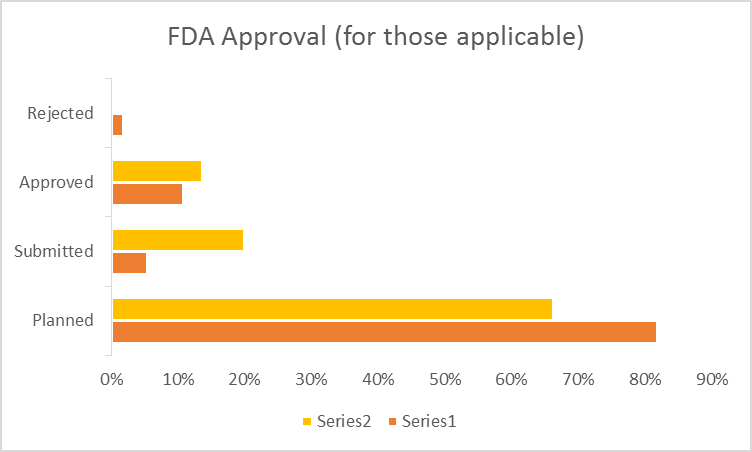 FDA Approval (for those applicable)
Rejected
Approved
Submitted
Planned
0% 10% 20% 30% 40% 50% 60% 70% 80% 90%
Series2 Series1